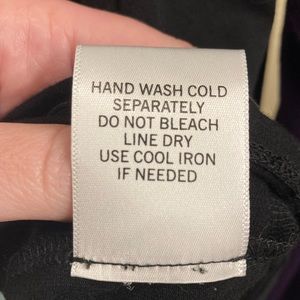 HAND WASH COLD
SEPARATELY
DO NOT BLEACH
LINE DRY
USE COOL IRON
IF NEEDED